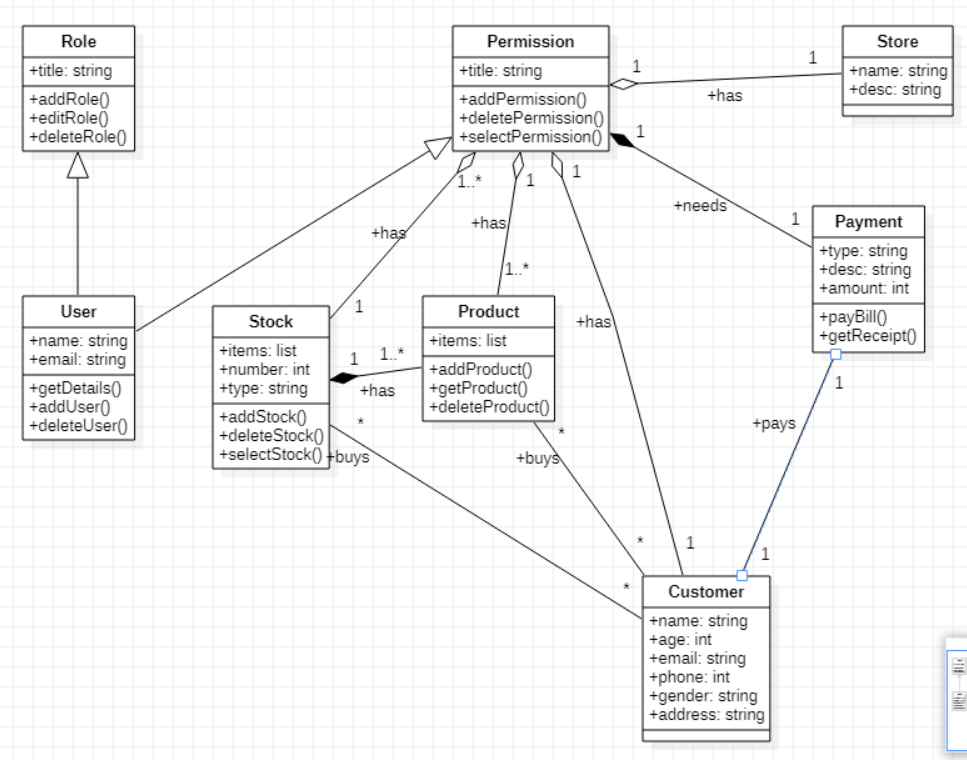 Role
+title: string
+addRole()
+editRole()
+deleteRole()
Permission
+title: string
+addPermission()
+deletePermission()
+selectPermission()
Store
+name: string
+desc: string
1
1
+has
1
+needs
1
1..*
+has
1
1
+has
1..*
1
+has
1
Payment
+type: string
+desc: string
+amount: int
+payBill()
+getReceipt()
User
+name: string
+email: string
+getDetails()
+addUser()
+deleteUser()
Stock
+items: list
+number: int
+type: string
+addStock()
+deleteStock()
+selectStock()
1
1..*
+has
Product
+items: list
+addProduct()
+getProduct()
+deleteProduct()
*
+buys
*
*
+buys
*
1
+pays
1
Customer
+name: string
+age: int
+email: string
+phone: int
+gender: string
+address: string